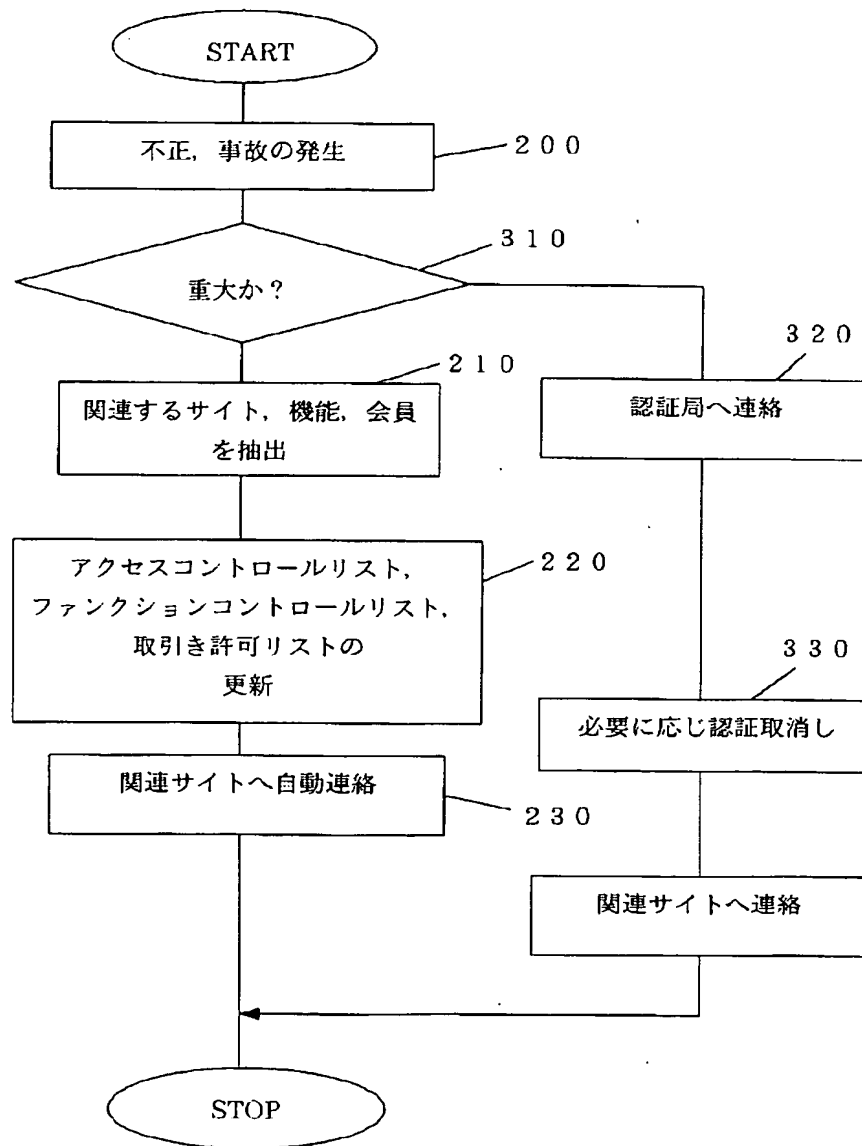 START
不正，事故の発生
２００
重大か？
３１０
２１０
関連するサイト，機能，会員
を抽出
３２０
認証局へ連絡
アクセスコントロールリスト，
ファンクションコントロールリスト，
取引き許可リストの
更新
２２０
３３０
必要に応じ認証取消し
関連サイトへ自動連絡
２３０
関連サイトへ連絡
STOP